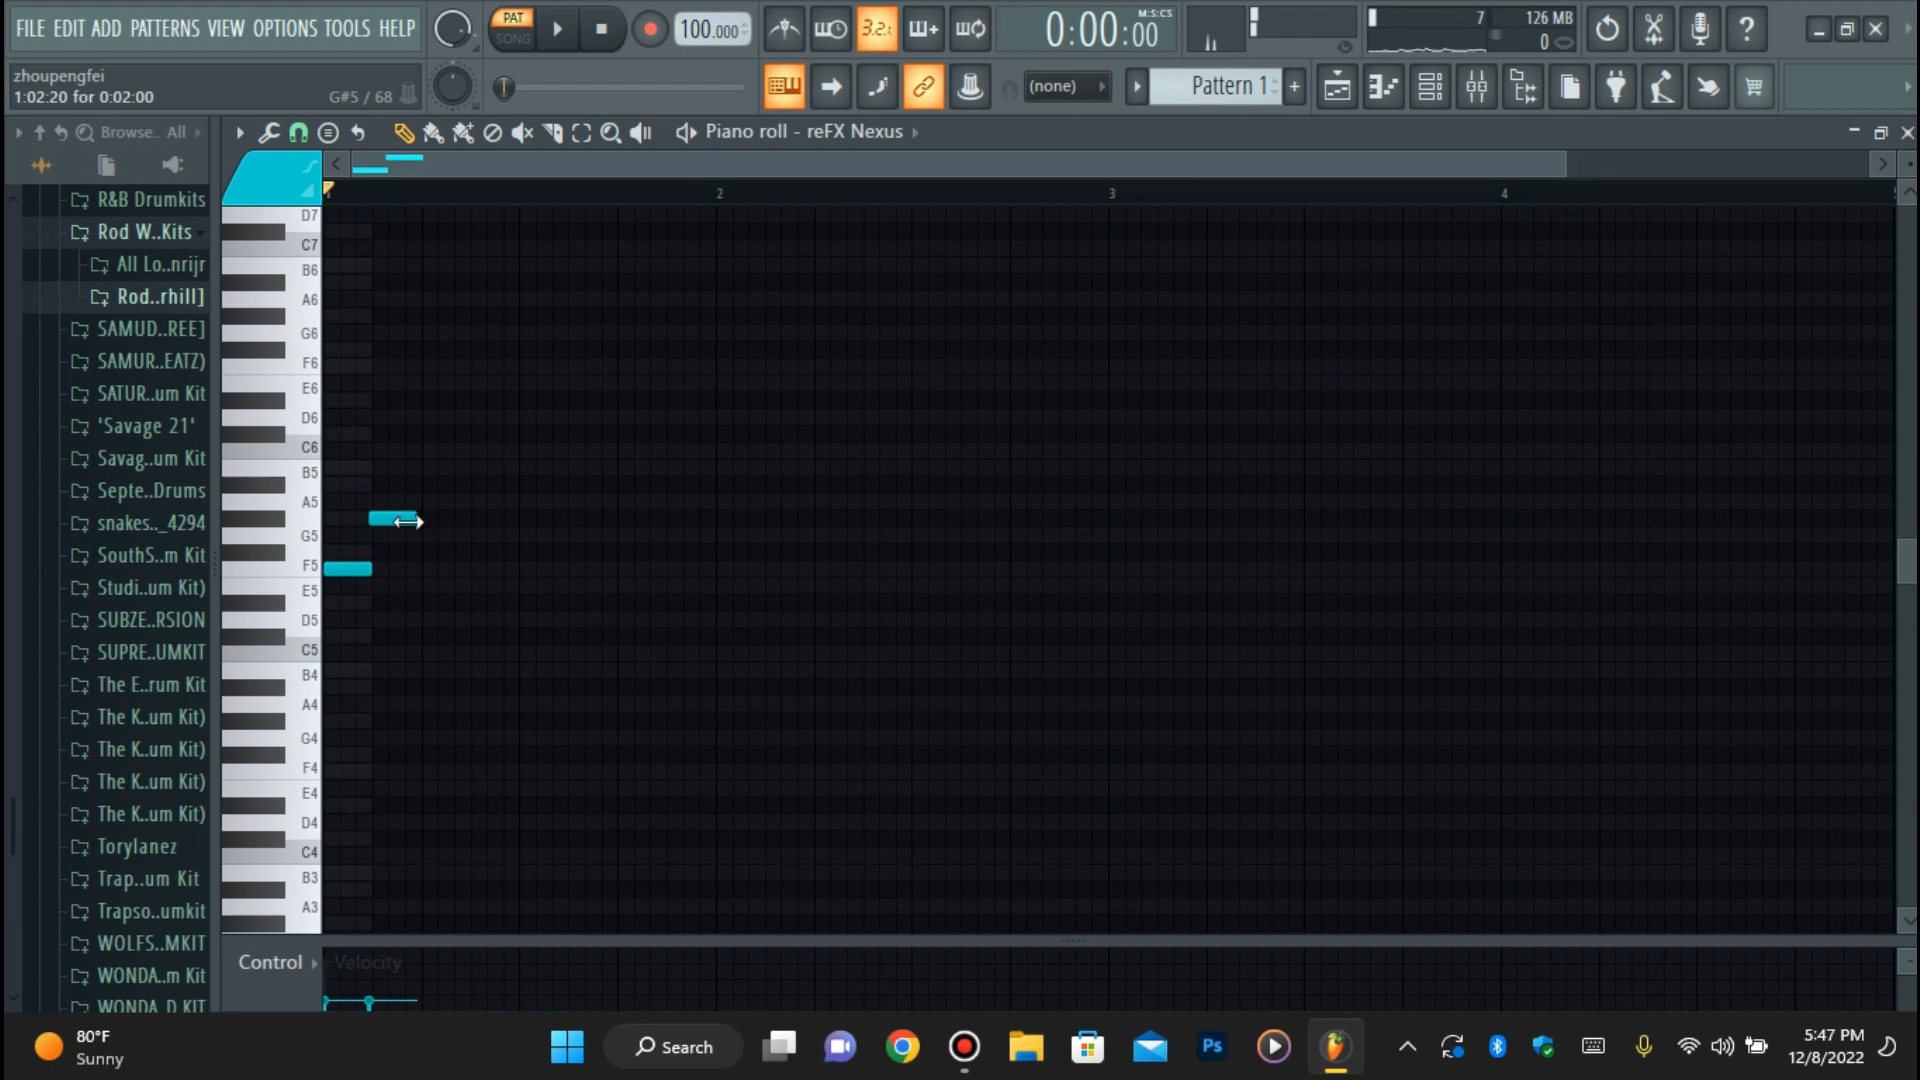 FILE EDIT ADD PATTERNS VIEW OPTIONS TOOLS HELP
PAT
SONG
100.000
3.2
0:00:00
M:S:CS
7
126 MB
0
?
zhoupengfei
1:02:20 for 0:02:00
G#5 / 68
(none)
Pattern 1
+
Browse.. All
Piano roll - reFX Nexus
2
3
4
R&B Drumkits
Rod W..Kits
All Lo..nrijr
Rod..rhill]
SAMUD..REE]
SAMUR..EATZ)
SATUR..um Kit
'Savage 21'
Savag..um Kit
Septe..Drums
snakes.._4294
SouthS..m Kit
Studi..um Kit)
SUBZE..RSION
SUPRE..UMKIT
The E..rum Kit
The K..um Kit)
The K..um Kit)
The K..um Kit)
The K..um Kit)
Torylanez
Trap..um Kit
Trapso..umkit
WOLFS..MKIT
WONDA..m Kit
WONDA..D KIT
D7
C7
B6
A6
G6
F6
E6
D6
C6
B5
A5
G5
F5
E5
D5
C5
B4
A4
G4
F4
E4
D4
C4
B3
A3
Control
Velocity
80°F
Sunny
Search
Ps
5:47 PM
12/8/2022